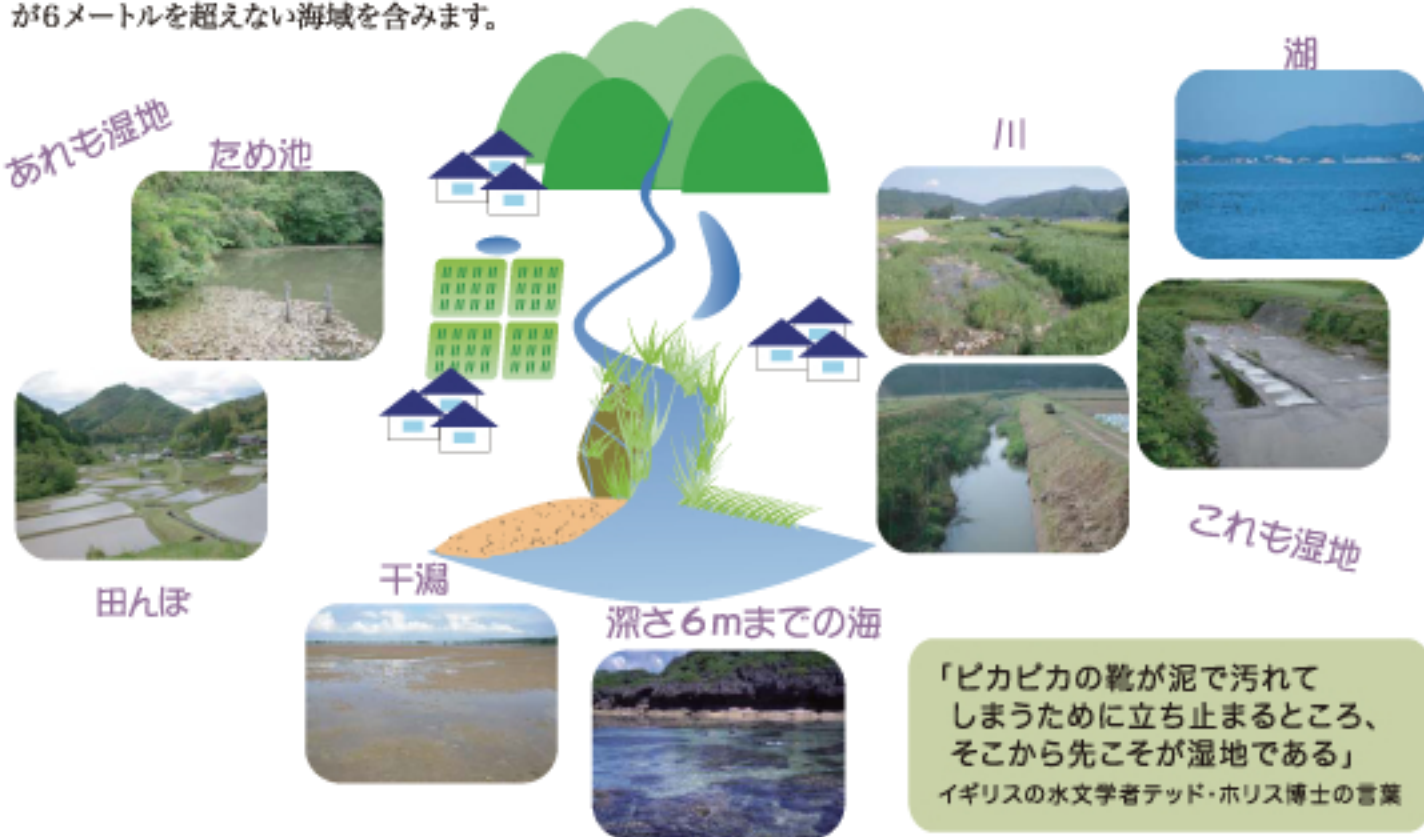 が6メートルを超えない海域を含みます。
湖
あれも湿地
ため池
川
これも湿地
田んぼ
干潟
深さ6mまでの海
「ピカピカの靴が泥で汚れて
しまうために立ち止まるところ、
そこから先こそが湿地である」
イギリスの水文学者テッド・ホリス博士の言葉